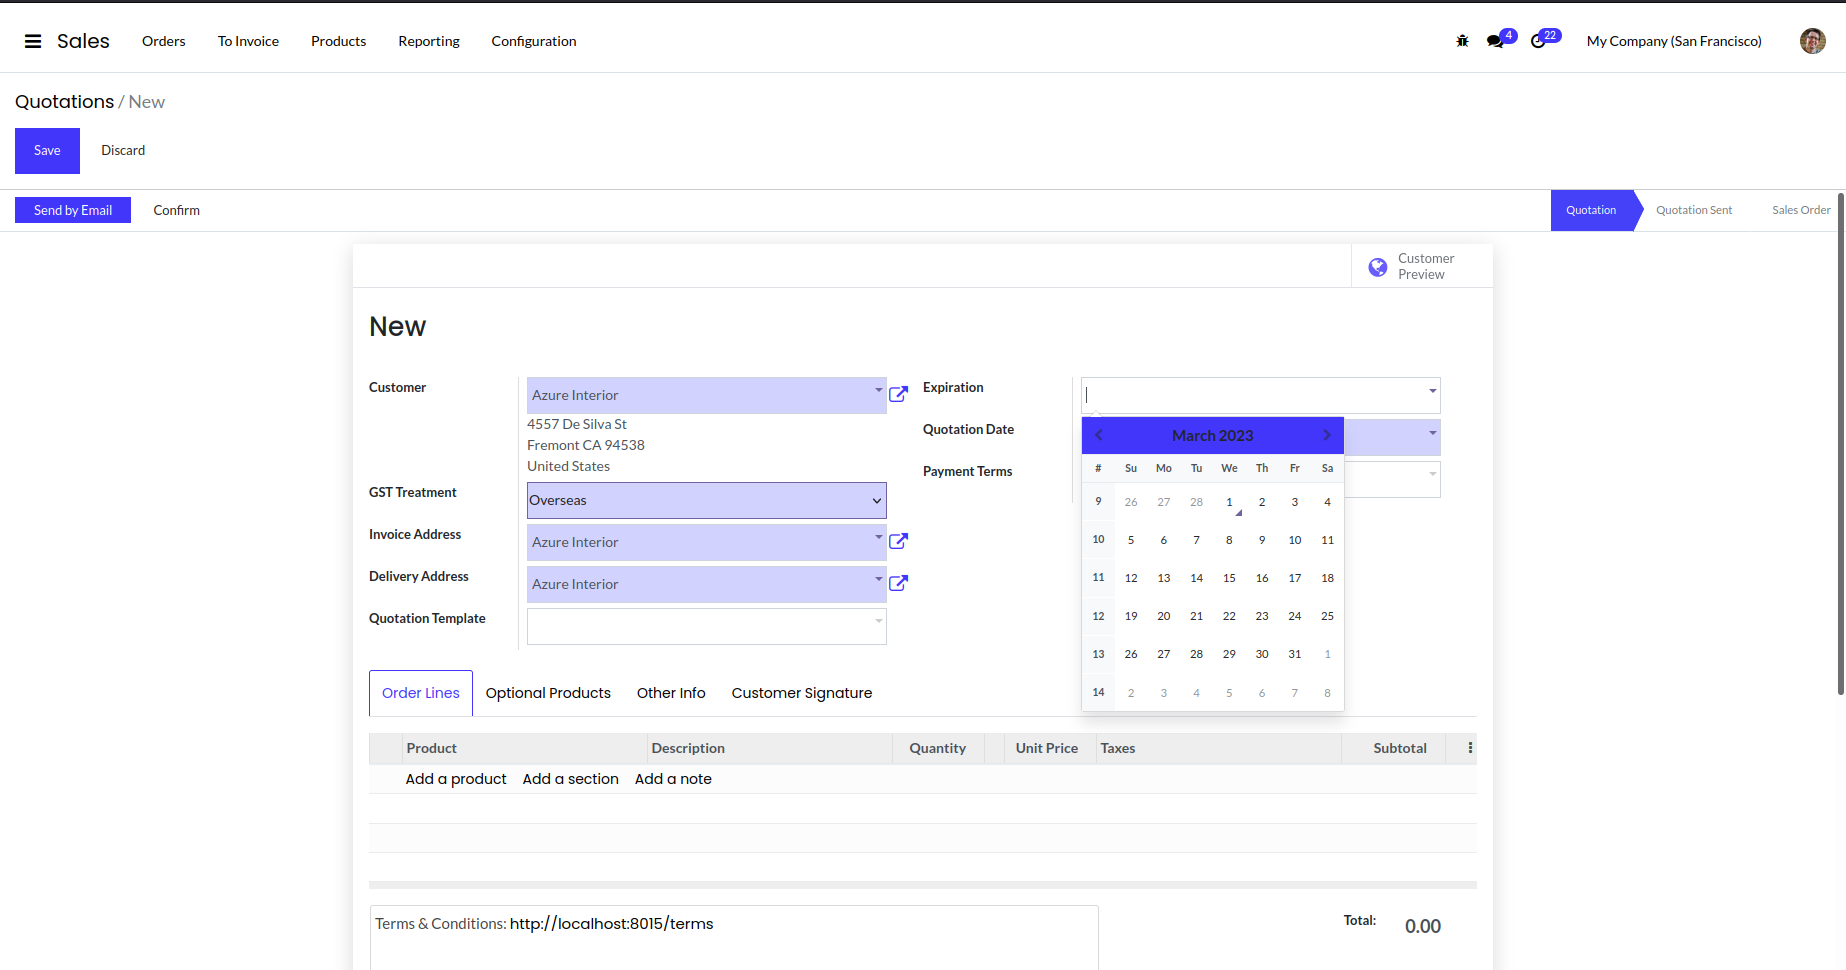 Sales Orders To Invoice Products Reporting Configuration 4 22 My Company (San Francisco)
Quotations / New
Save Discard
Send by Email Confirm Quotation Quotation Sent Sales Order
Customer
Preview
New
Customer Azure Interior
4557 De Silva St
Fremont CA 94538
United States
GST Treatment Overseas
Invoice Address Azure Interior
Delivery Address Azure Interior
Quotation Template
Expiration
Quotation Date
Payment Terms
March 2023
# Su Mo Tu We Th Fr Sa
9 26 27 28 1 2 3 4
10 5 6 7 8 9 10 11
11 12 13 14 15 16 17 18
12 19 20 21 22 23 24 25
13 26 27 28 29 30 31 1
14 2 3 4 5 6 7 8
Order Lines Optional Products Other Info Customer Signature
Product Description Quantity Unit Price Taxes Subtotal
Add a product Add a section Add a note
Terms & Conditions: http://localhost:8015/terms
Total: 0.00